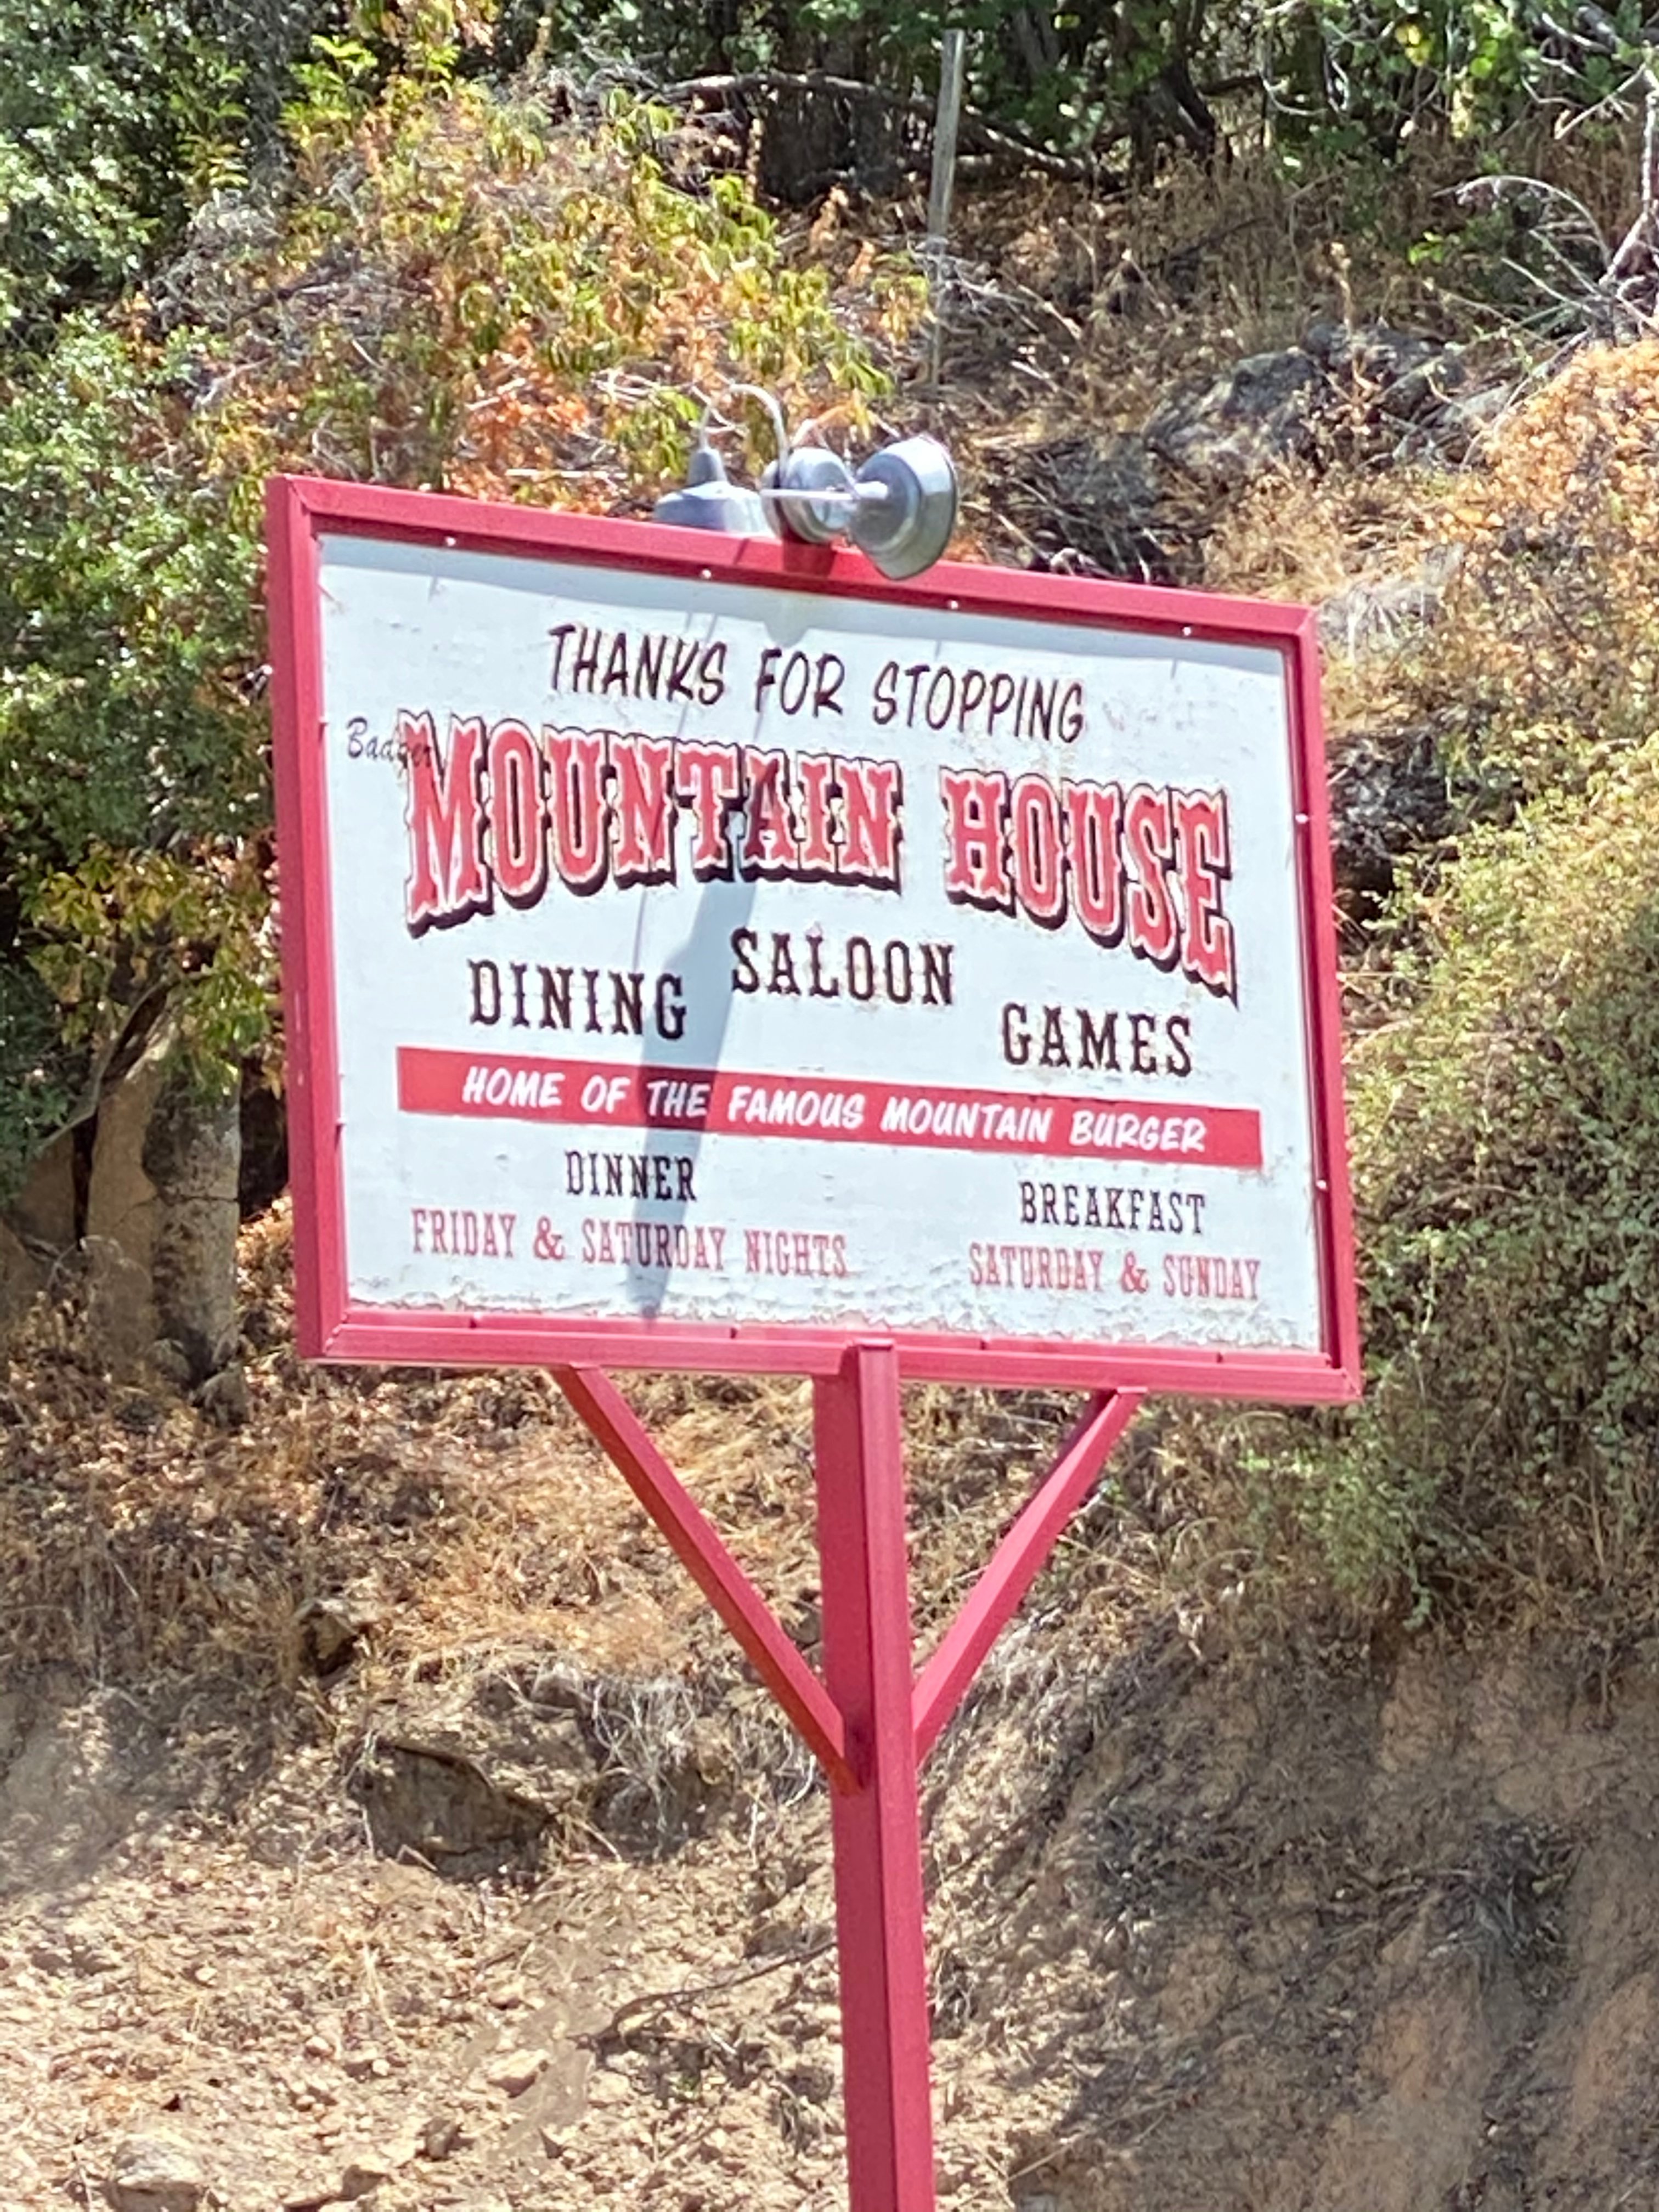 THANKS FOR STOPPING
Badger
MOUNTAIN HOUSE
DINING SALOON GAMES
HOME OF THE FAMOUS MOUNTAIN BURGER
DINNER BREAKFAST
FRIDAY & SATURDAY NIGHTS SATURDAY & SUNDAY